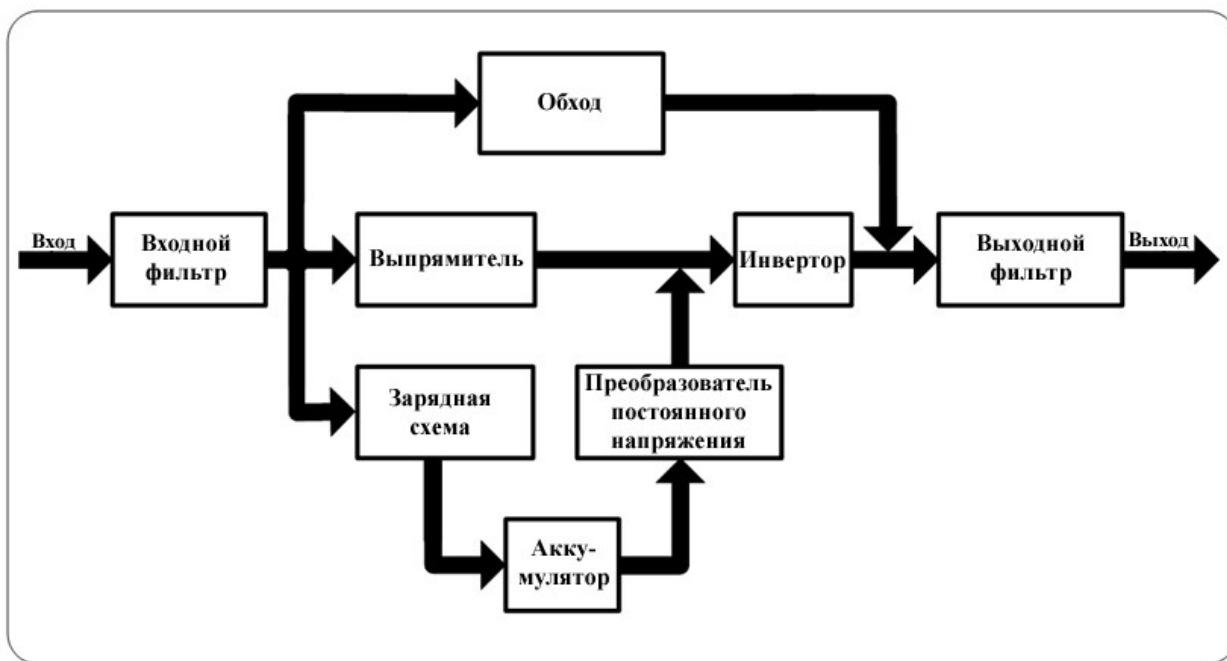 Обход
Вход
Входной
фильтр
Выпрямитель
Инвертор
Выходной
фильтр
Выход
Зарядная
схема
Преобразователь
постоянного
напряжения
Акку-
мулятор